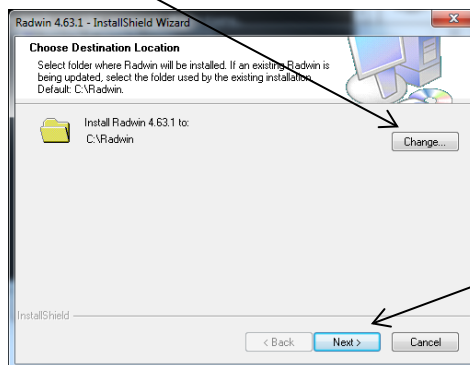 Radwin 4.63.1 - InstallShield Wizard
Choose Destination Location
Select folder where Radwin will be installed. If an existing Radwin is
being updated, select the folder used by the existing installation.
Default: C:\Radwin.
Install Radwin 4.63.1 to:
C:\Radwin
Change...
InstallShield
< Back
Next >
Cancel